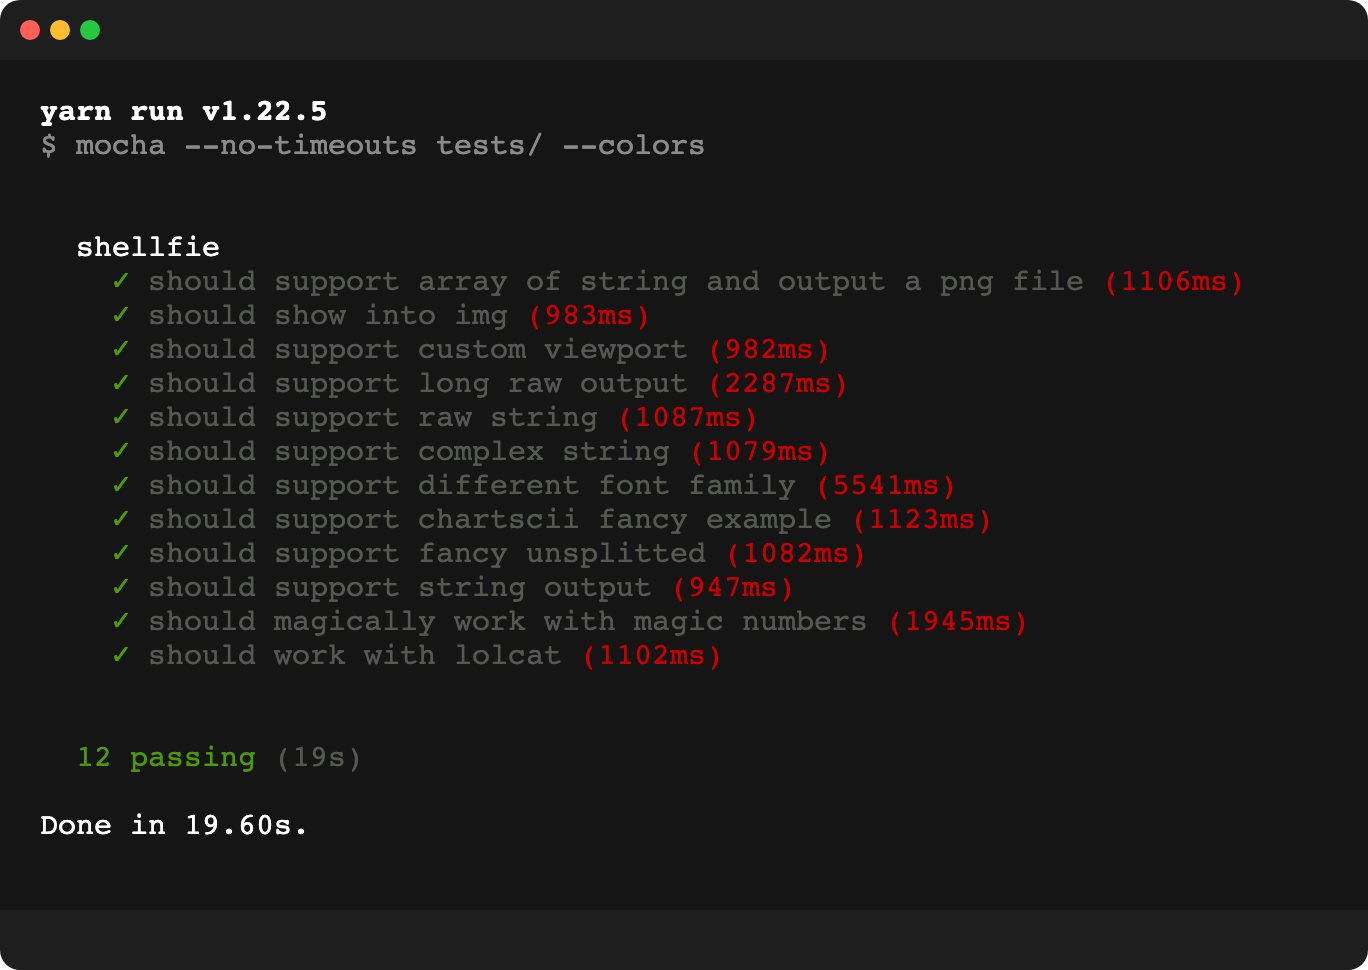 yarn run v1.22.5
$ mocha --no-timeouts tests/ --colors
shellfie
✓ should support array of string and output a png file (1106ms)
✓ should show into img (983ms)
✓ should support custom viewport (982ms)
✓ should support long raw output (2287ms)
✓ should support raw string (1087ms)
✓ should support complex string (1079ms)
✓ should support different font family (5541ms)
✓ should support chartscii fancy example (1123ms)
✓ should support fancy unsplitted (1082ms)
✓ should support string output (947ms)
✓ should magically work with magic numbers (1945ms)
✓ should work with lolcat (1102ms)
12 passing (19s)
Done in 19.60s.